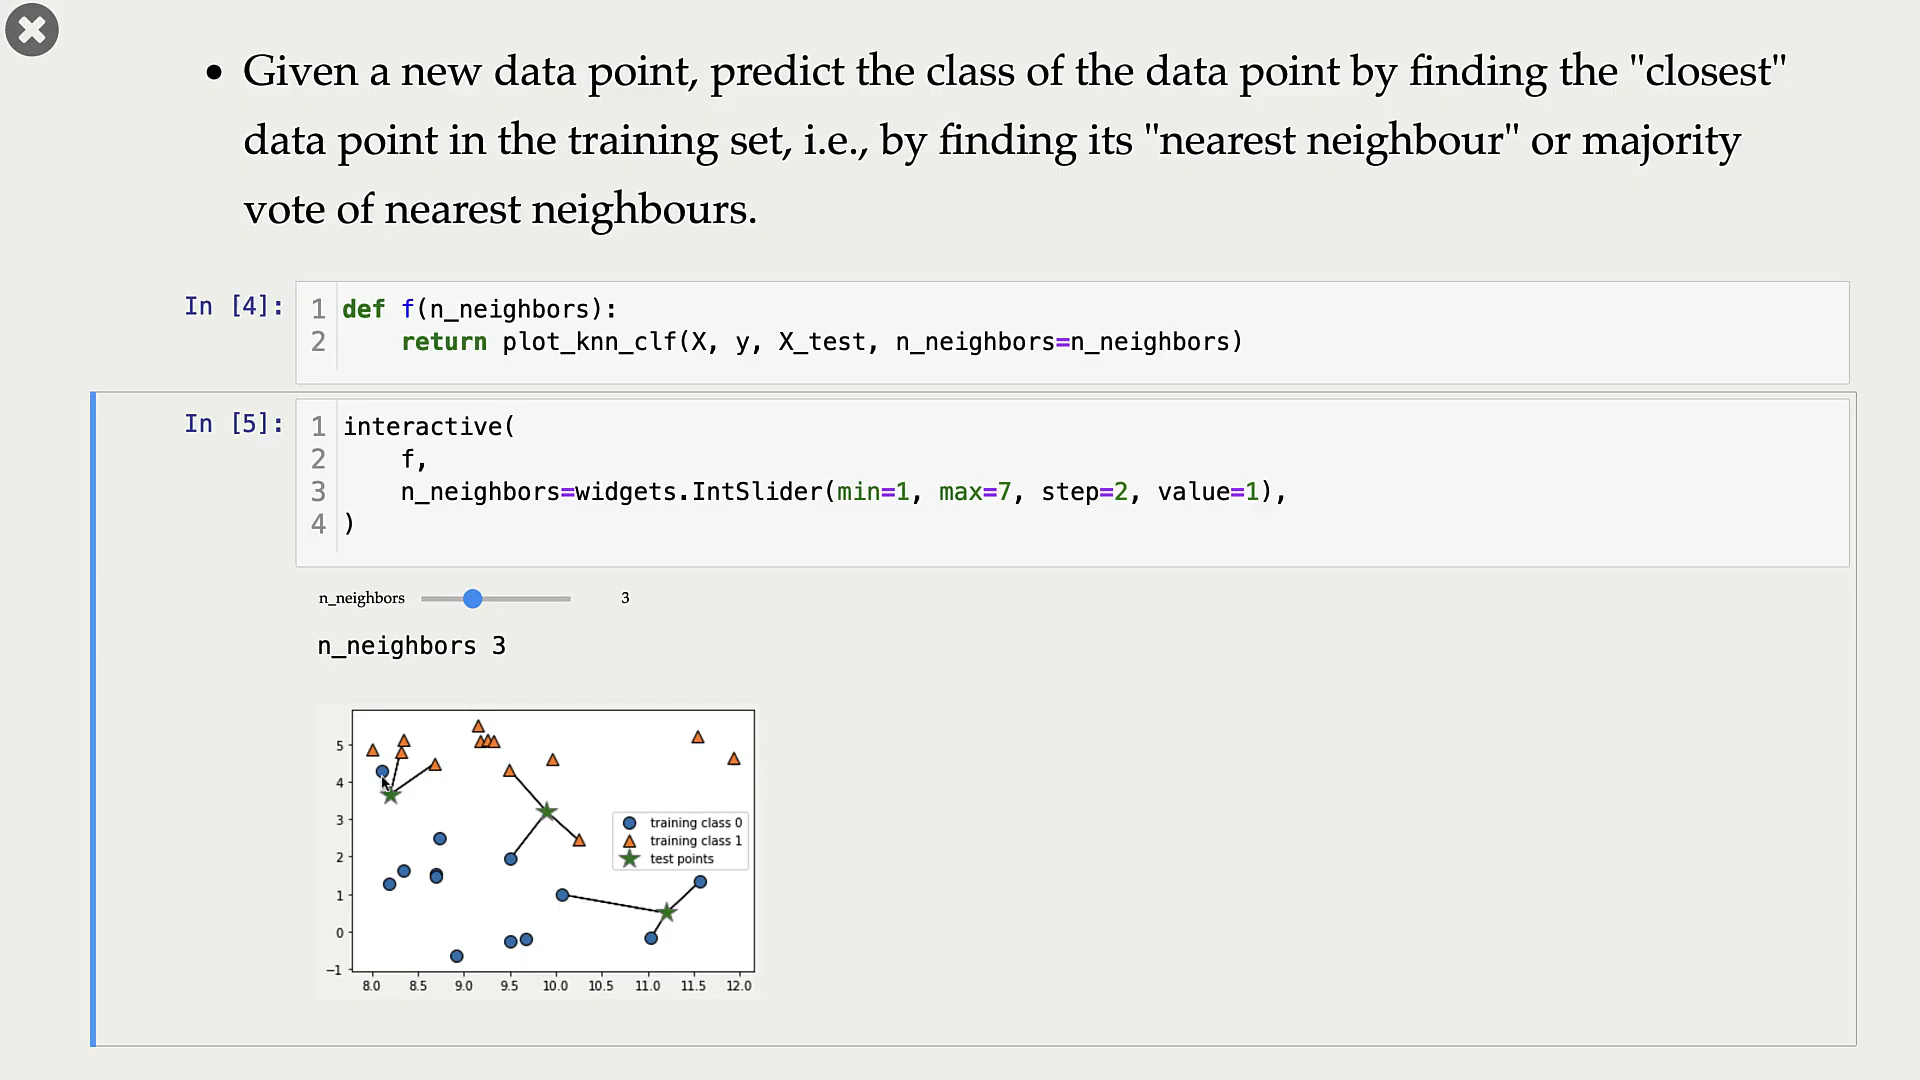 • Given a new data point, predict the class of the data point by finding the "closest"
data point in the training set, i.e., by finding its "nearest neighbour" or majority
vote of nearest neighbours.
In [4]:
1 def f(n_neighbors):
2     return plot_knn_clf(X, y, X_test, n_neighbors=n_neighbors)
In [5]:
1 interactive(
2     f,
3     n_neighbors=widgets.IntSlider(min=1, max=7, step=2, value=1),
4 )
n_neighbors 3
n_neighbors 3
5
4
3
2
1
0
−1
training class 0
training class 1
test points
8.0 8.5 9.0 9.5 10.0 10.5 11.0 11.5 12.0